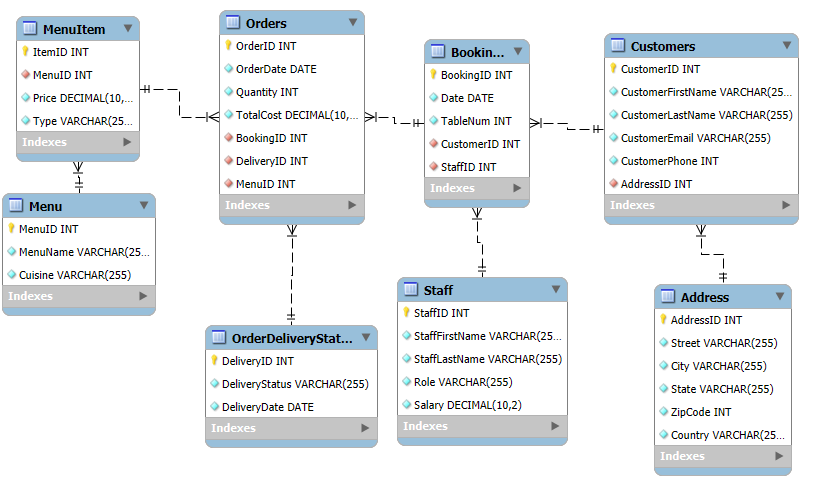 MenuItem
ItemID INT
MenuID INT
Price DECIMAL(10,...
Type VARCHAR(25...
Indexes
Menu
MenuID INT
MenuName VARCHAR(25...
Cuisine VARCHAR(255)
Indexes
Orders
OrderID INT
OrderDate DATE
Quantity INT
TotalCost DECIMAL(10,...
BookingID INT
DeliveryID INT
MenuID INT
Indexes
OrderDeliveryStat...
DeliveryID INT
DeliveryStatus VARCHAR(255)
DeliveryDate DATE
Indexes
Bookin...
BookingID INT
Date DATE
TableNum INT
CustomerID INT
StaffID INT
Indexes
Staff
StaffID INT
StaffFirstName VARCHAR(25...
StaffLastName VARCHAR(255)
Role VARCHAR(255)
Salary DECIMAL(10,2)
Indexes
Customers
CustomerID INT
CustomerFirstName VARCHAR(25...
CustomerLastName VARCHAR(255)
CustomerEmail VARCHAR(255)
CustomerPhone INT
AddressID INT
Indexes
Address
AddressID INT
Street VARCHAR(255)
City VARCHAR(255)
State VARCHAR(255)
ZipCode INT
Country VARCHAR(25...
Indexes